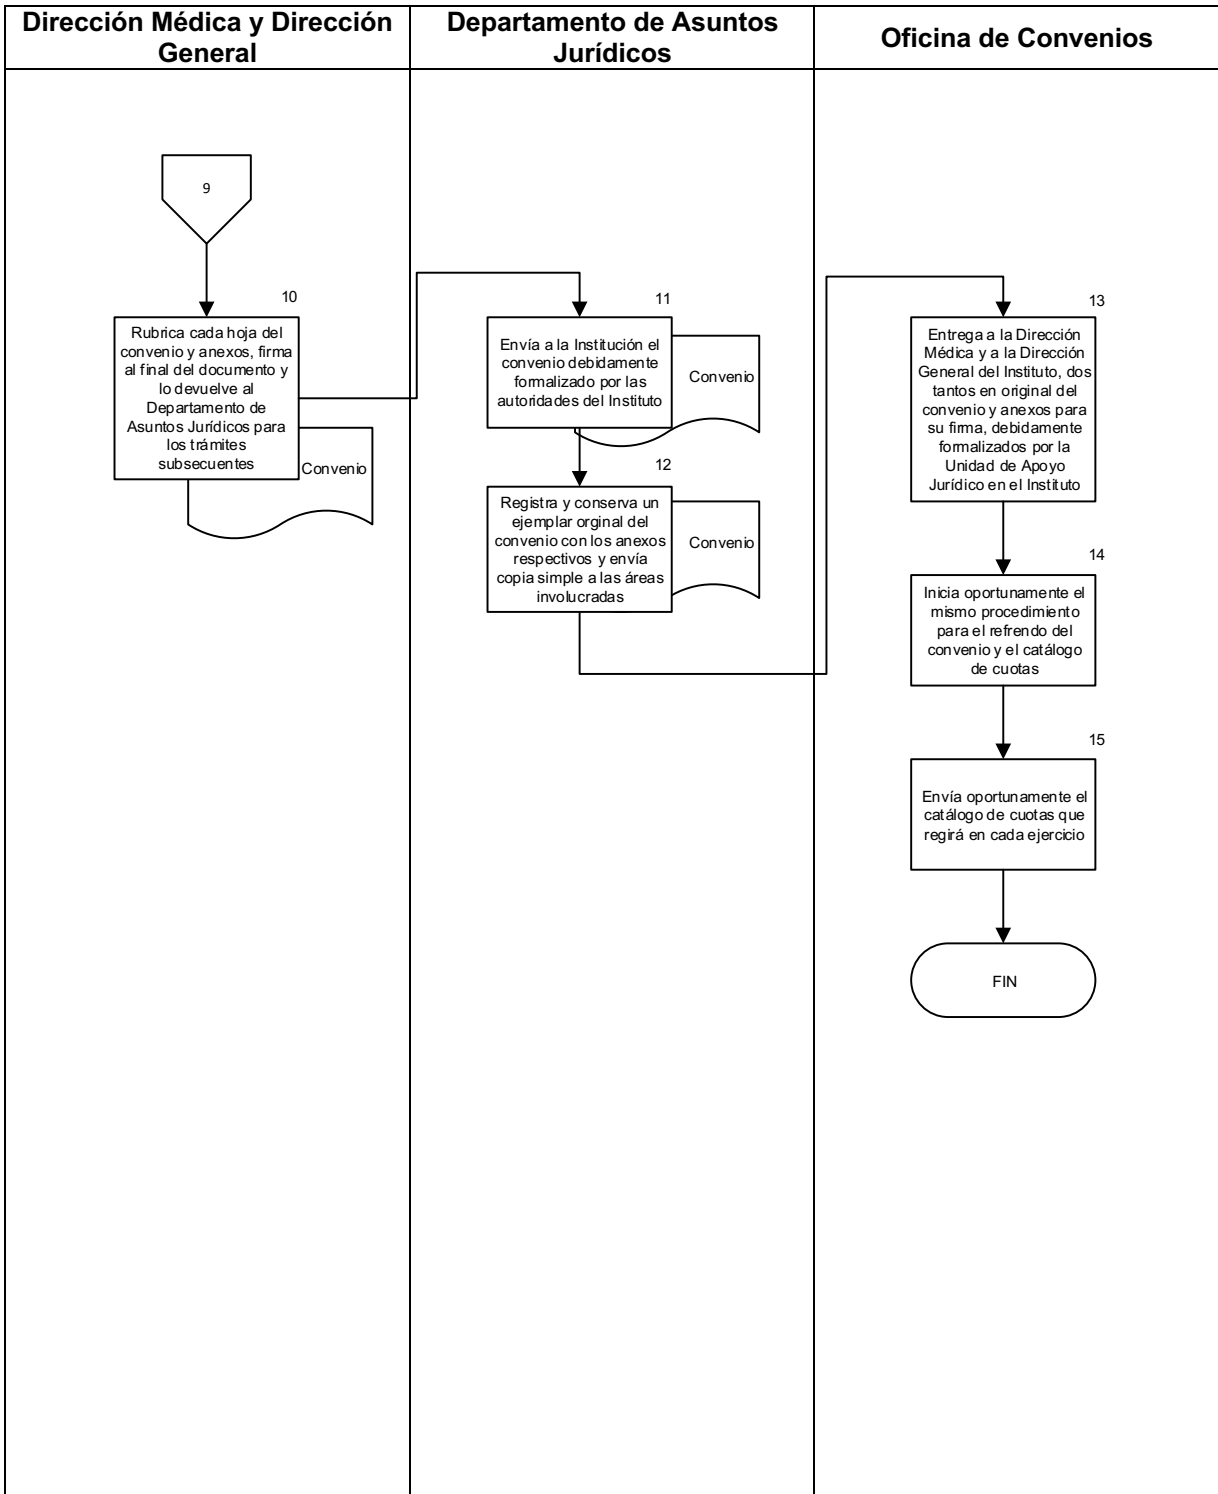 Dirección Médica y Dirección
General
Departamento de Asuntos
Jurídicos
Oficina de Convenios
9
10
Rubrica cada hoja del
convenio y anexos, firma
al final del documento y
lo devuelve al
Departamento de
Asuntos Jurídicos para
los trámites
subsecuentes
Convenio
11
Envía a la Institución el
convenio debidamente
formalizado por las
autoridades del Instituto
Convenio
12
Registra y conserva un
ejemplar orginal del
convenio con los anexos
respectivos y envía
copia simple a las áreas
involucradas
Convenio
13
Entrega a la Dirección
Médica y a la Dirección
General del Instituto, dos
tantos en original del
convenio y anexos para
su firma, debidamente
formalizados por la
Unidad de Apoyo
Jurídico en el Instituto
14
Inicia oportunamente el
mismo procedimiento
para el refrendo del
convenio y el catálogo
de cuotas
15
Envía oportunamente el
catálogo de cuotas que
regirá en cada ejercicio
FIN